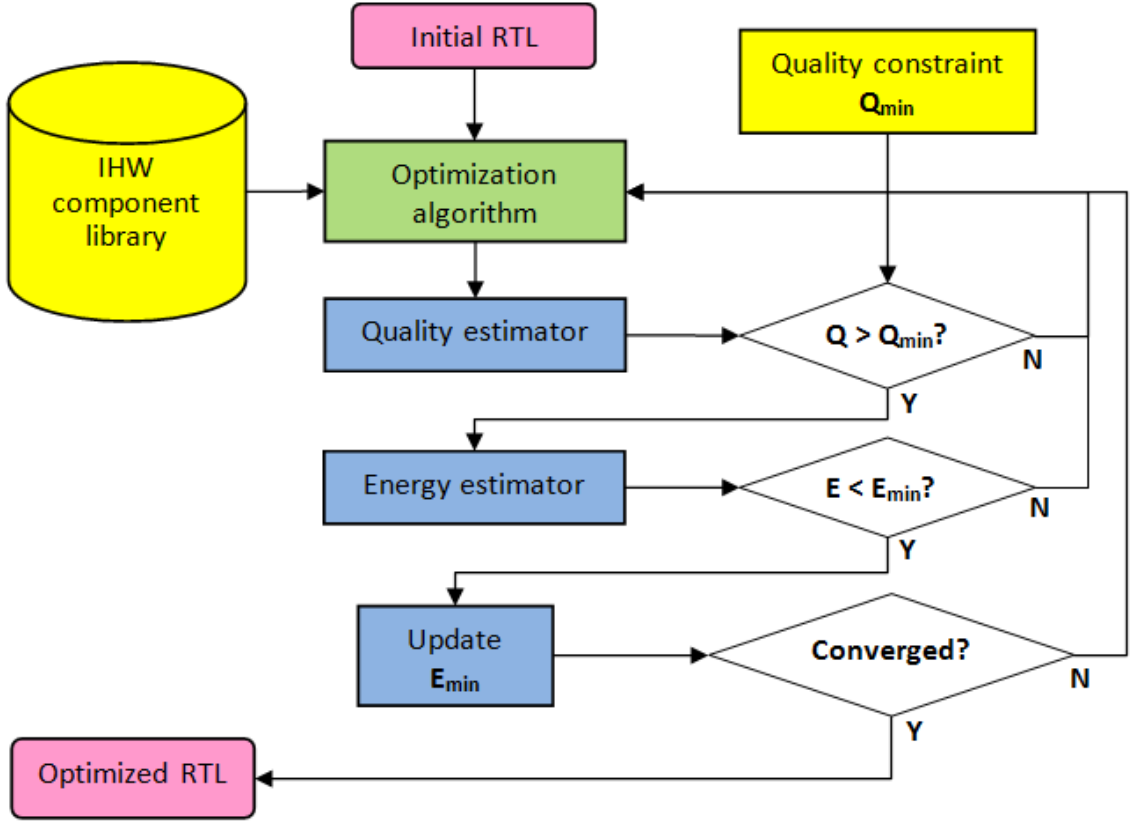 Initial RTL
Quality constraint
Qmin
IHW
component
library
Optimization
algorithm
Quality estimator
Q > Qmin?
N
Y
Energy estimator
E < Emin?
N
Y
Update
Emin
Converged?
N
Y
Optimized RTL